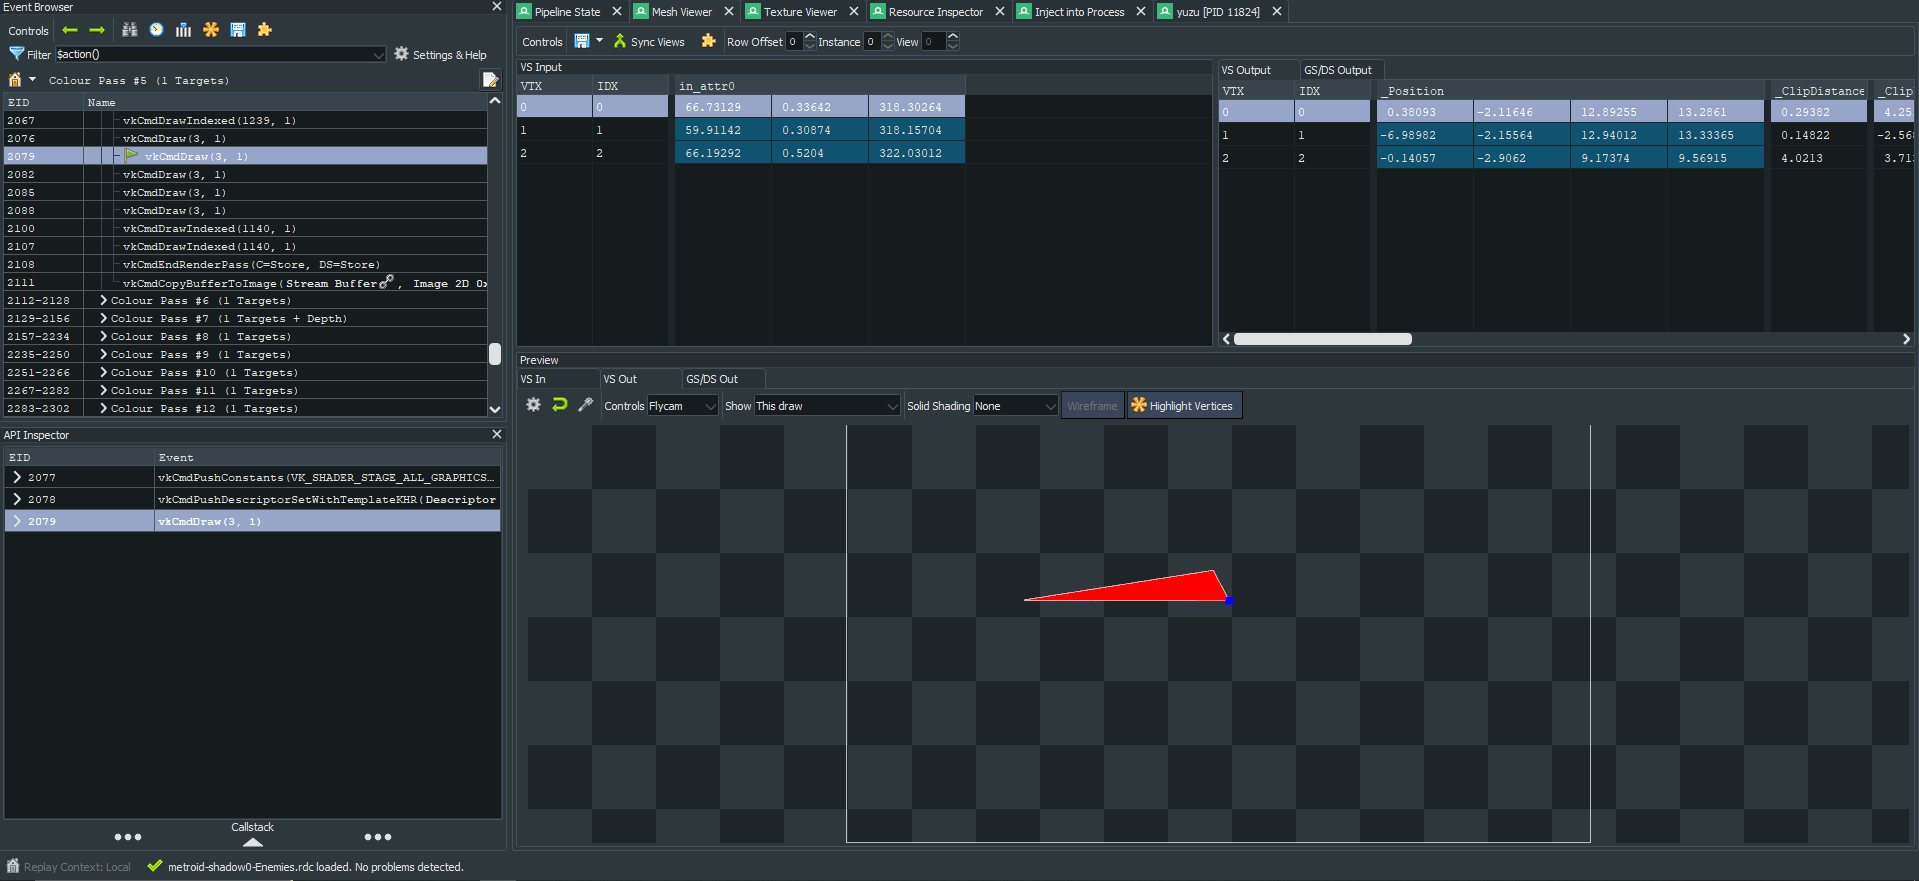 Event Browser
Controls
Filter $action() Settings & Help
Colour Pass #5 (1 Targets)
EID Name
2067 vkCmdDrawIndexed(1239, 1)
2076 vkCmdDraw(3, 1)
2079 vkCmdDraw(3, 1)
2082 vkCmdDraw(3, 1)
2085 vkCmdDraw(3, 1)
2088 vkCmdDraw(3, 1)
2100 vkCmdDrawIndexed(1140, 1)
2107 vkCmdDrawIndexed(1140, 1)
2108 vkCmdEndRenderPass(C=Store, DS=Store)
2111 vkCmdCopyBufferToImage(Stream Buffer, Image 2D 0x
2112-2128 Colour Pass #6 (1 Targets)
2129-2156 Colour Pass #7 (1 Targets + Depth)
2157-2234 Colour Pass #8 (1 Targets)
2235-2250 Colour Pass #9 (1 Targets)
2251-2266 Colour Pass #10 (1 Targets)
2267-2282 Colour Pass #11 (1 Targets)
2283-2302 Colour Pass #12 (1 Targets)
API Inspector
EID Event
2077 vkCmdPushConstants(VK_SHADER_STAGE_ALL_GRAPHICS...
2078 vkCmdPushDescriptorSetWithTemplateKHR(Descriptor
2079 vkCmdDraw(3, 1)
Callstack
Replay Context: Local metroid-shadow0-Enemies.rdc loaded. No problems detected.
Pipeline State Mesh Viewer Texture Viewer Resource Inspector Inject into Process yuzu [PID 11824]
Controls Sync Views Row Offset 0 Instance 0 View 0
VS Input
VTX IDX in_attr0
0 0 66.73129 0.33642 318.30264
1 1 59.91142 0.30874 318.15704
2 2 66.19292 0.5204 322.03012
VS Output GS/DS Output
VTX IDX _Position _ClipDistance _Clip
0 0 0.38093 -2.11646 12.89255 13.2861 0.29382 4.25
1 1 -6.98982 -2.15564 12.94012 13.33365 0.14822 -2.56
2 2 -0.14057 -2.9062 9.17374 9.56915 4.0213 3.71
Preview
VS In VS Out GS/DS Out
Controls Flycam Show This draw Solid Shading None Wireframe Highlight Vertices